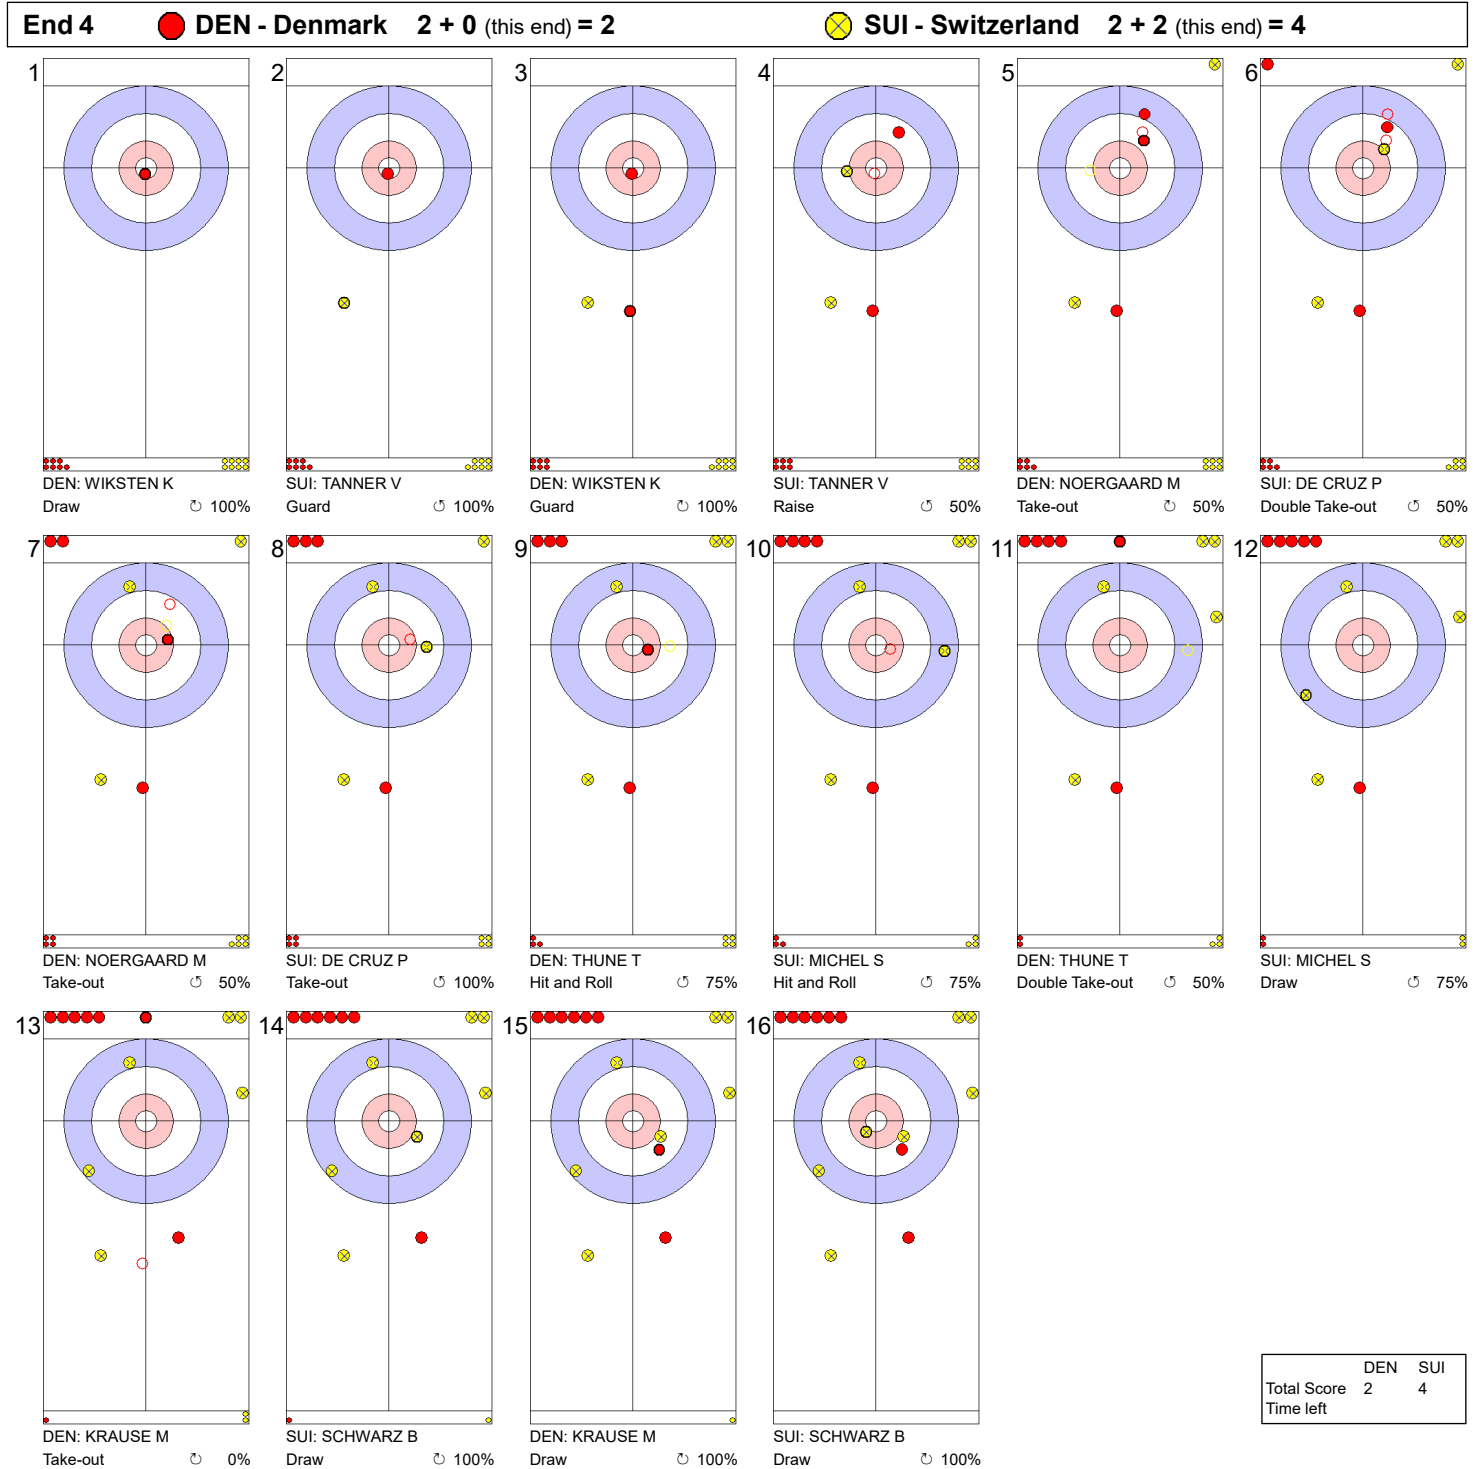 End 4 DEN - Denmark 2 + 0 (this end) = 2 SUI - Switzerland 2 + 2 (this end) = 4
1
DEN: WIKSTEN K
Draw ↻ 100%
2
SUI: TANNER V
Guard ↺ 100%
3
DEN: WIKSTEN K
Guard ↻ 100%
4
SUI: TANNER V
Raise ↺ 50%
5
DEN: NOERGAARD M
Take-out ↻ 50%
6
SUI: DE CRUZ P
Double Take-out ↺ 50%
7
DEN: NOERGAARD M
Take-out ↺ 50%
8
SUI: DE CRUZ P
Take-out ↺ 100%
9
DEN: THUNE T
Hit and Roll ↺ 75%
10
SUI: MICHEL S
Hit and Roll ↺ 75%
11
DEN: THUNE T
Double Take-out ↺ 50%
12
SUI: MICHEL S
Draw ↺ 75%
13
DEN: KRAUSE M
Take-out ↻ 0%
14
SUI: SCHWARZ B
Draw ↻ 100%
15
DEN: KRAUSE M
Draw ↻ 100%
16
SUI: SCHWARZ B
Draw ↻ 100%
DEN SUI
Total Score 2 4
Time left